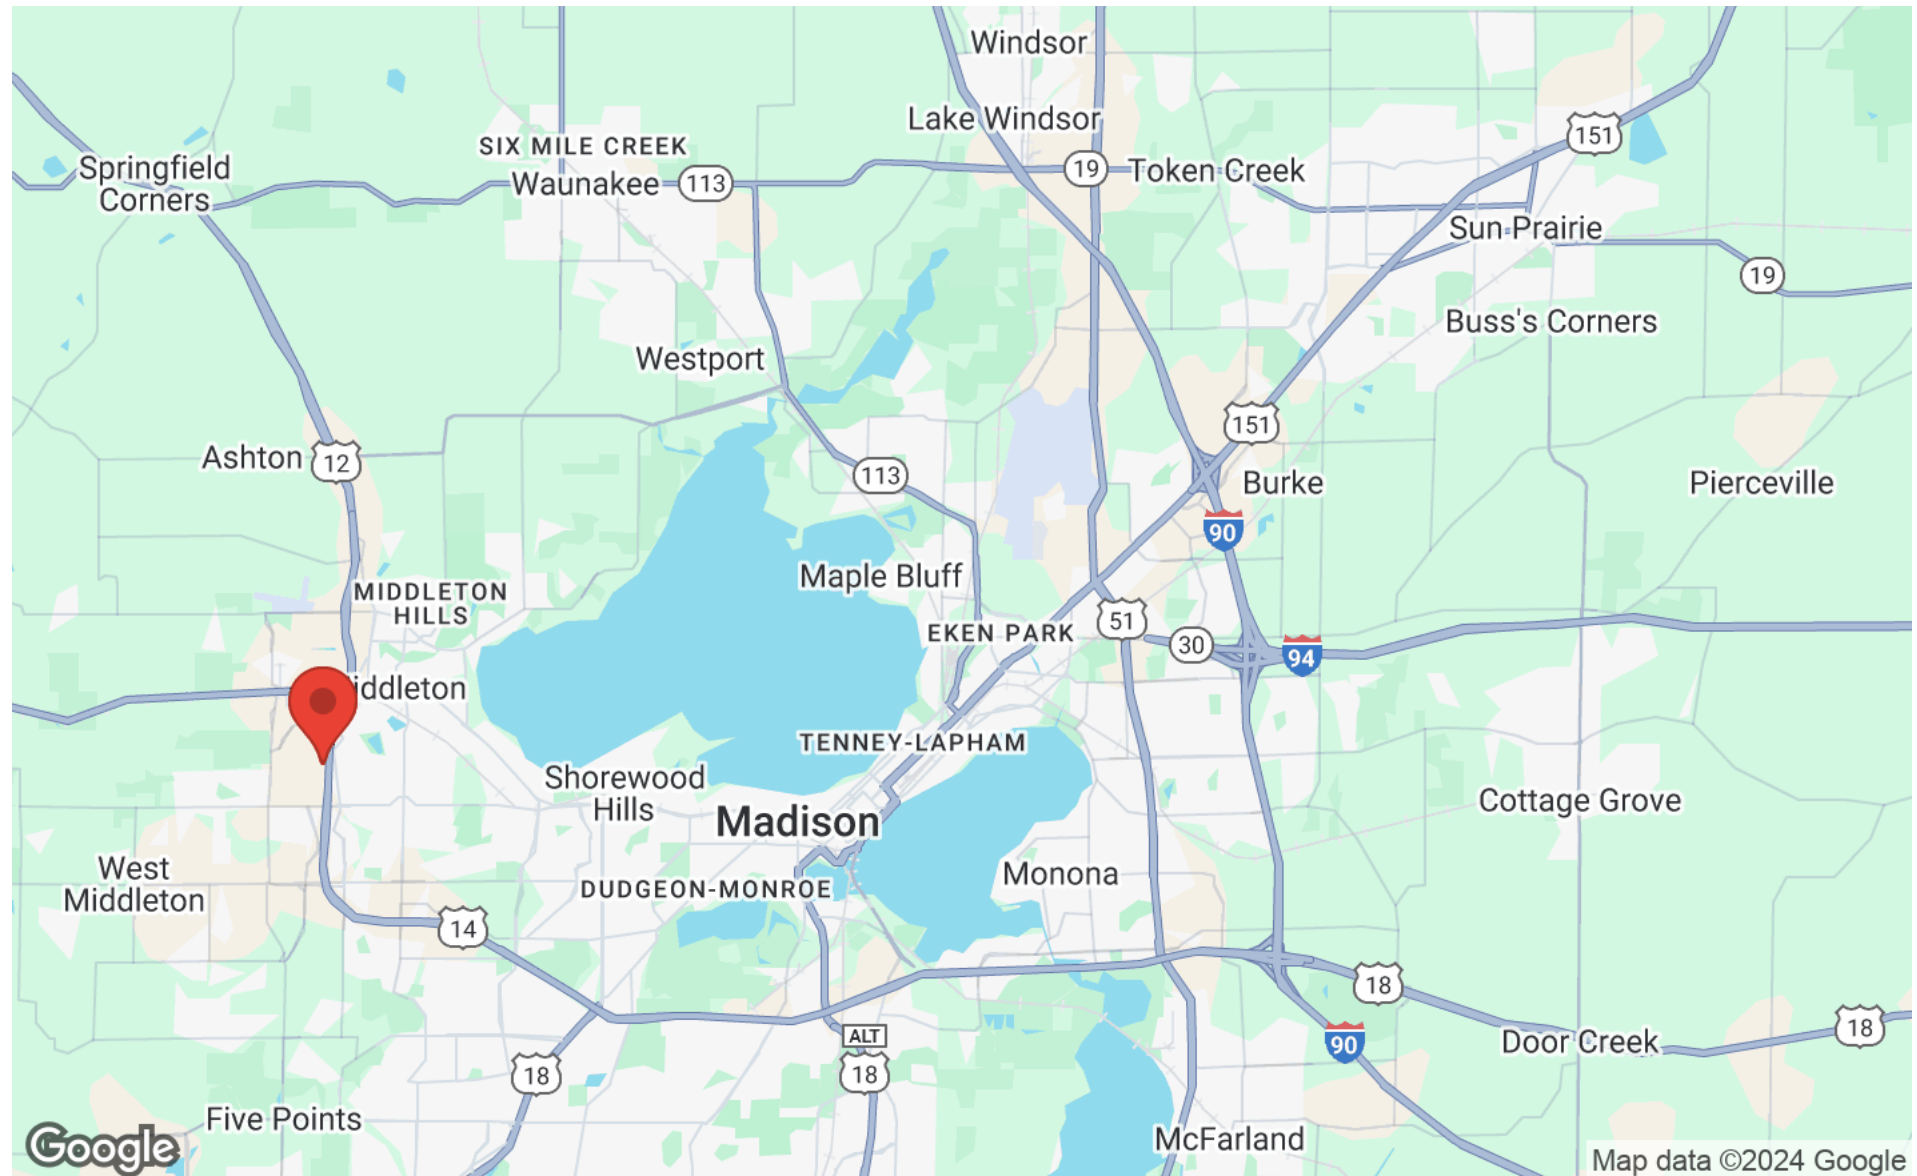 Windsor
Lake Windsor
151
SIX MILE CREEK
Springfield
Corners
Waunakee
113
19
Token Creek
Sun Prairie
19
Buss's Corners
Westport
151
Ashton
12
113
Burke
Pierceville
90
Maple Bluff
MIDDLETON
HILLS
EKEN PARK
51
30
94
iddleton
TENNEY-LAPHAM
Shorewood
Hills
Madison
Cottage Grove
West
Middleton
DUDGEON-MONROE
Monona
14
18
18
ALT
18
18
90
Door Creek
Five Points
McFarland
Google
Map data ©2024 Google